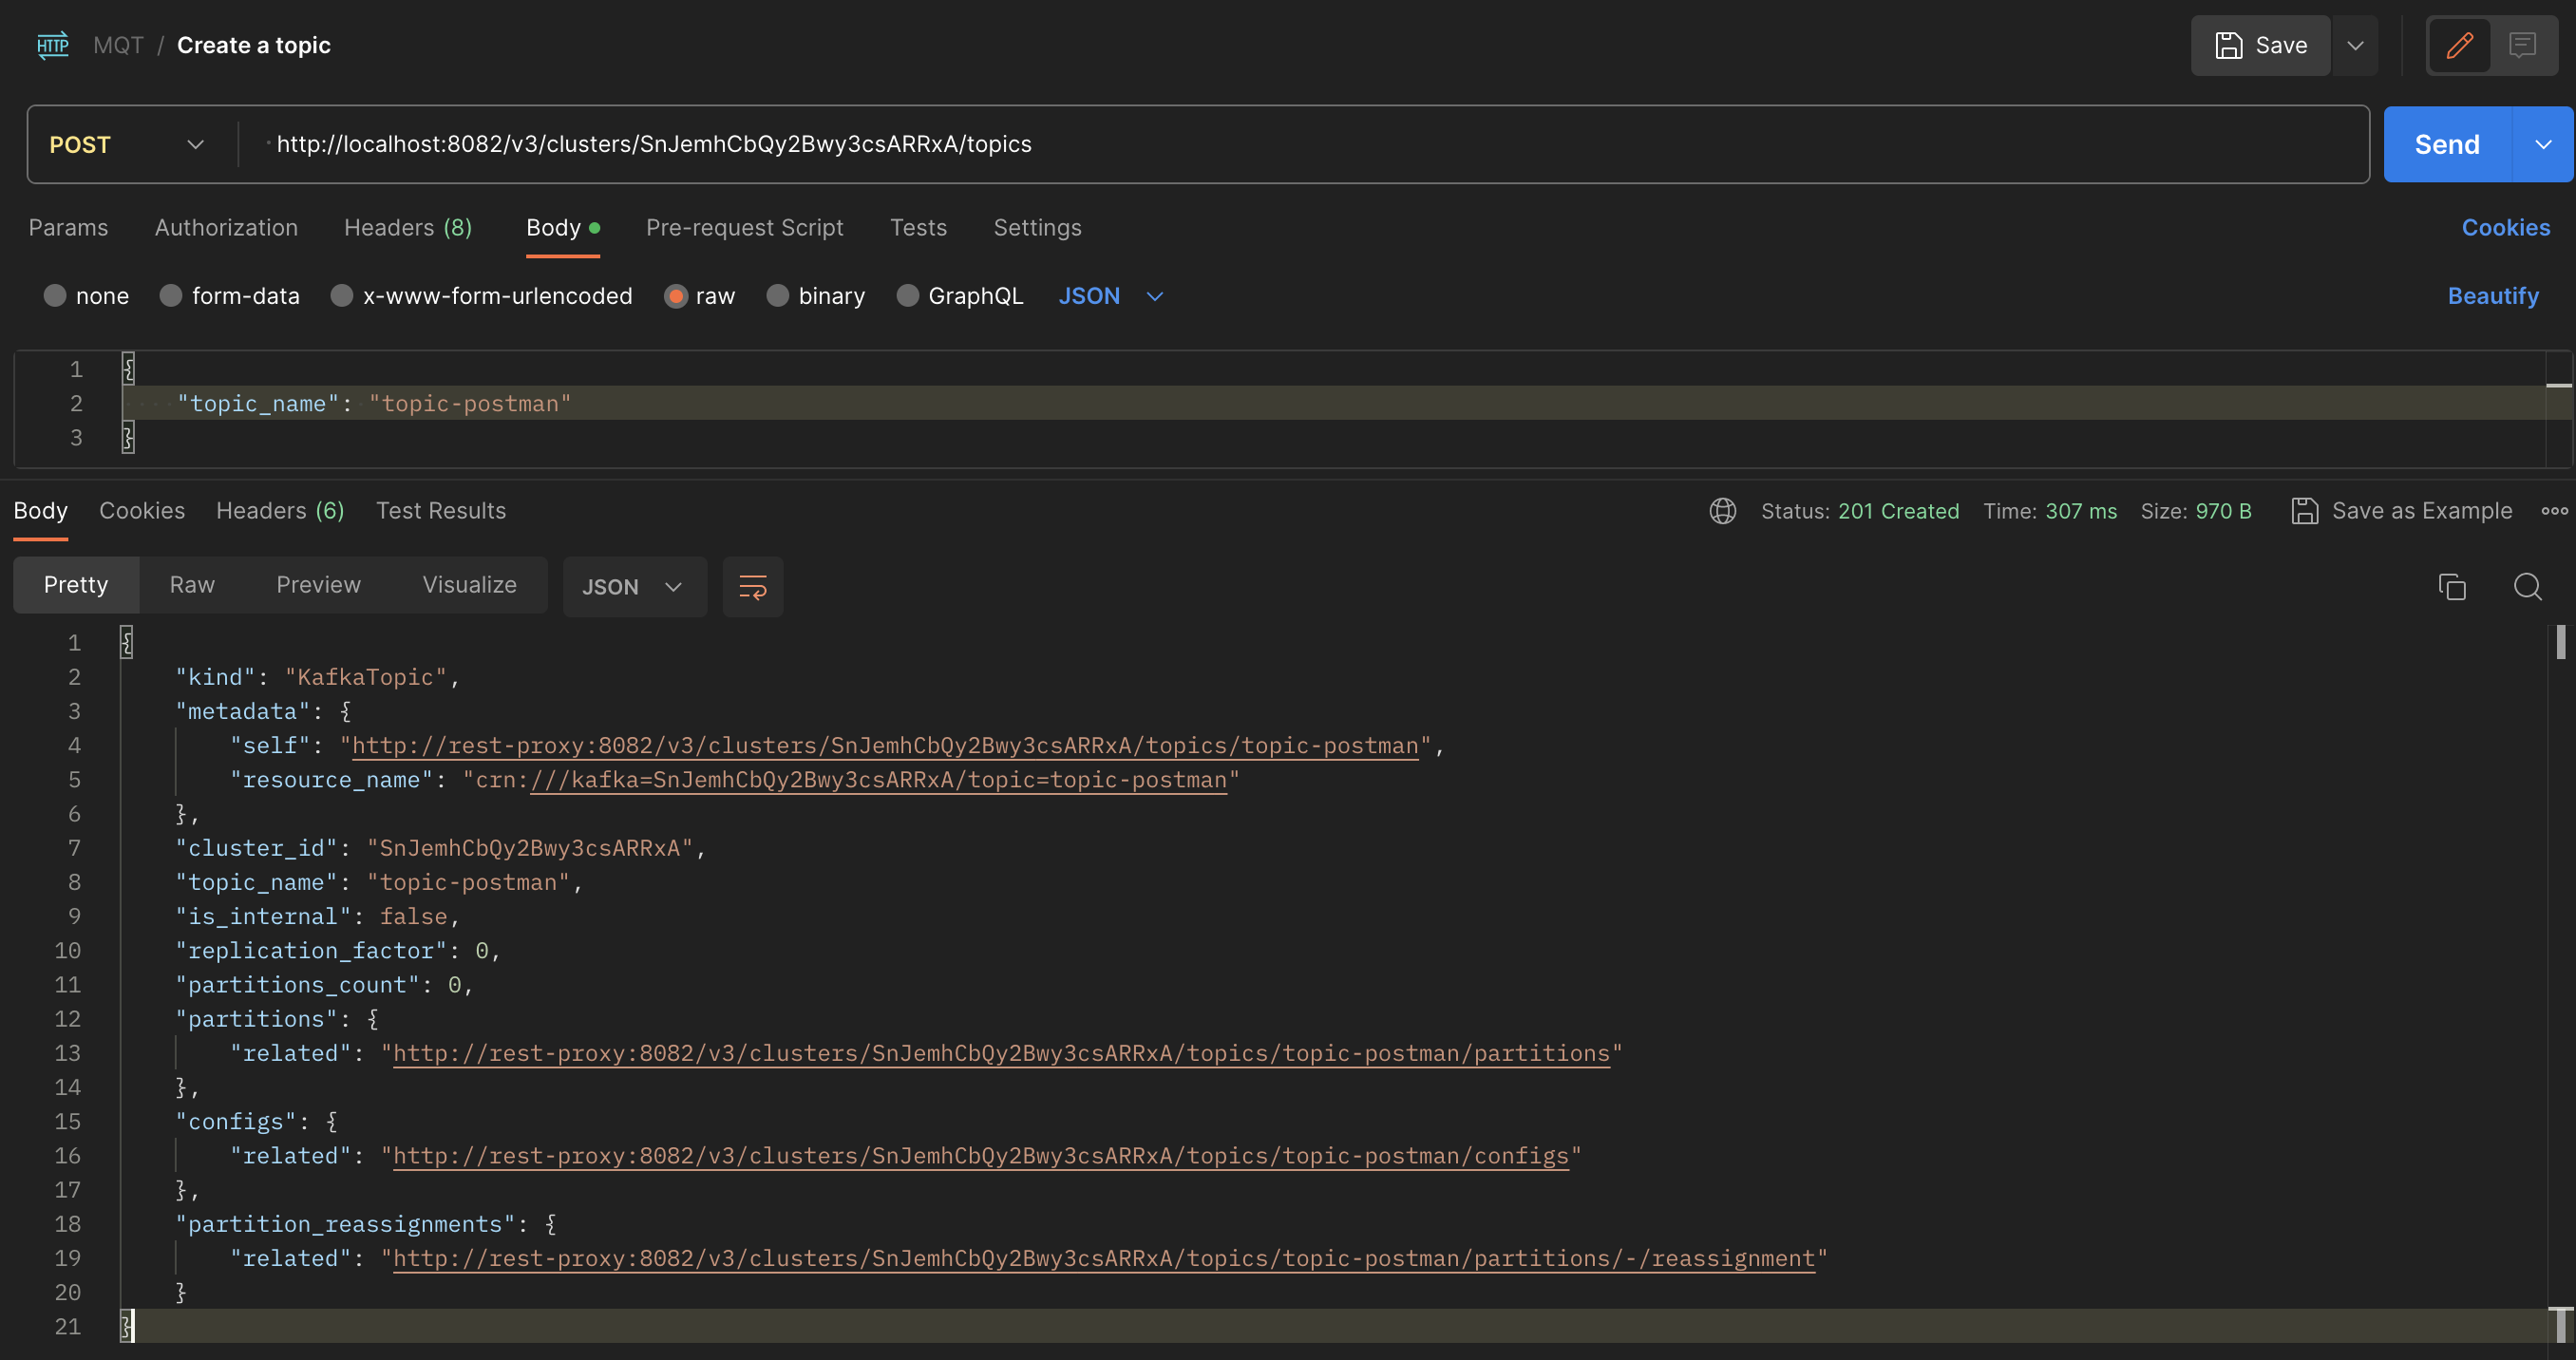 HTTP MQT / Create a topic Save
POST http://localhost:8082/v3/clusters/SnJemhCbQy2Bwy3csARRxA/topics Send
Params Authorization Headers (8) Body Pre-request Script Tests Settings Cookies
none form-data x-www-form-urlencoded raw binary GraphQL JSON Beautify
1 {
2 "topic_name": "topic-postman"
3 }
Body Cookies Headers (6) Test Results Status: 201 Created Time: 307 ms Size: 970 B Save as Example
Pretty Raw Preview Visualize JSON
1 {
2 "kind": "KafkaTopic",
3 "metadata": {
4 "self": "http://rest-proxy:8082/v3/clusters/SnJemhCbQy2Bwy3csARRxA/topics/topic-postman",
5 "resource_name": "crn:///kafka=SnJemhCbQy2Bwy3csARRxA/topic=topic-postman"
6 },
7 "cluster_id": "SnJemhCbQy2Bwy3csARRxA",
8 "topic_name": "topic-postman",
9 "is_internal": false,
10 "replication_factor": 0,
11 "partitions_count": 0,
12 "partitions": {
13 "related": "http://rest-proxy:8082/v3/clusters/SnJemhCbQy2Bwy3csARRxA/topics/topic-postman/partitions"
14 },
15 "configs": {
16 "related": "http://rest-proxy:8082/v3/clusters/SnJemhCbQy2Bwy3csARRxA/topics/topic-postman/configs"
17 },
18 "partition_reassignments": {
19 "related": "http://rest-proxy:8082/v3/clusters/SnJemhCbQy2Bwy3csARRxA/topics/topic-postman/partitions/-/reassignment"
20 }
21 }